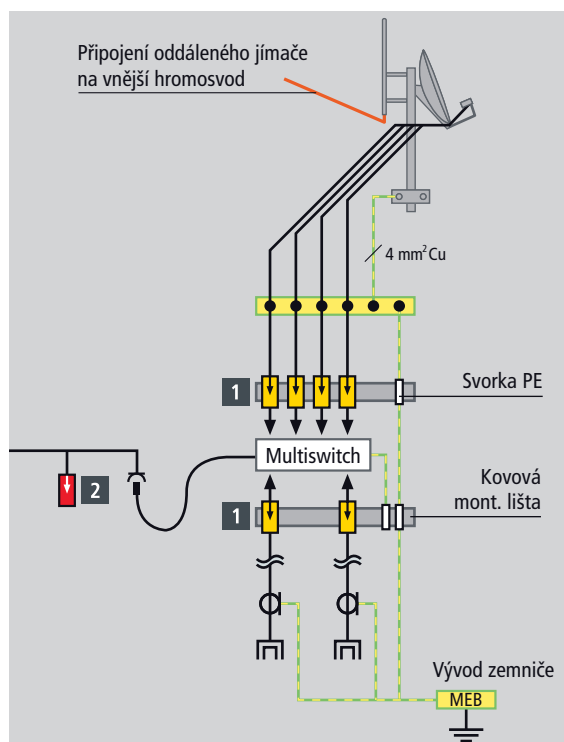 Připojení oddáleného jímače
na vnější hromosvod
4 mm² Cu
1
Svorka PE
Multiswitch
2
1
Kovová
mont. lišta
Vývod zemniče
MEB